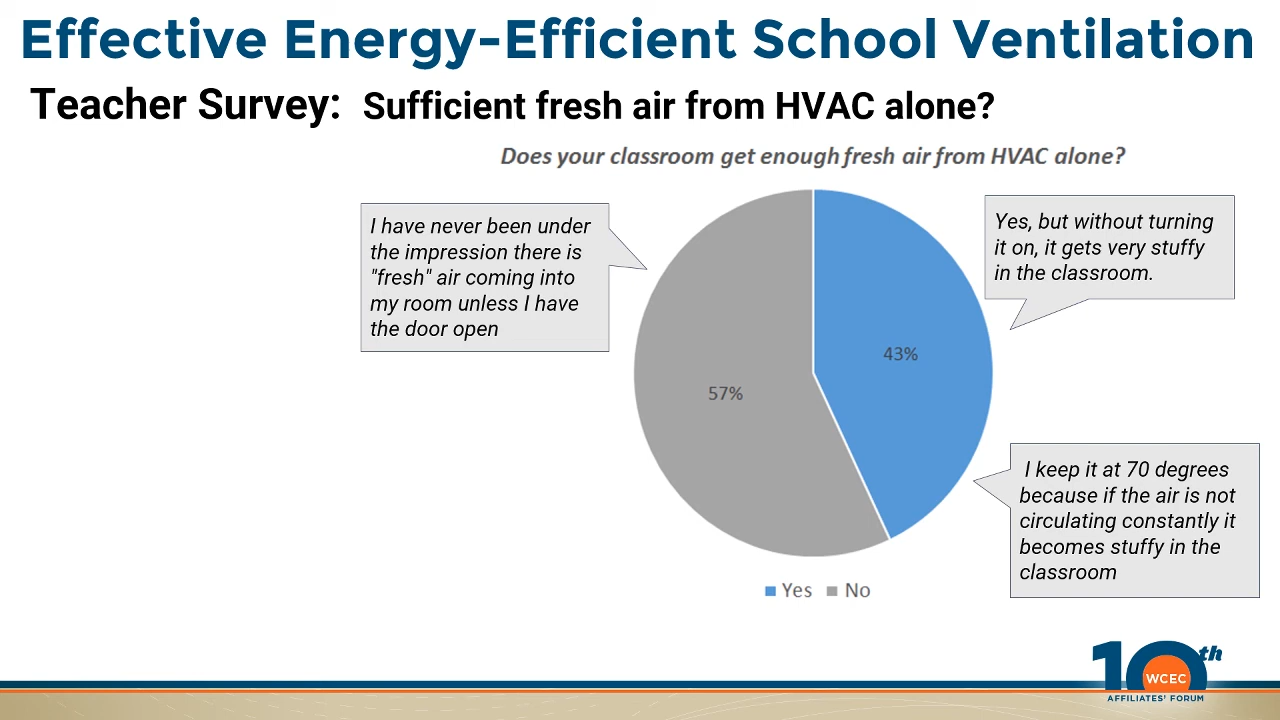 Effective Energy-Efficient School Ventilation
Teacher Survey: Sufficient fresh air from HVAC alone?
Does your classroom get enough fresh air from HVAC alone?
I have never been under
the impression there is
"fresh" air coming into
my room unless I have
the door open
Yes, but without turning
it on, it gets very stuffy
in the classroom.
43%
57%
I keep it at 70 degrees
because if the air is not
circulating constantly it
becomes stuffy in the
classroom
Yes No
10th
WCEC
AFFILIATES' FORUM